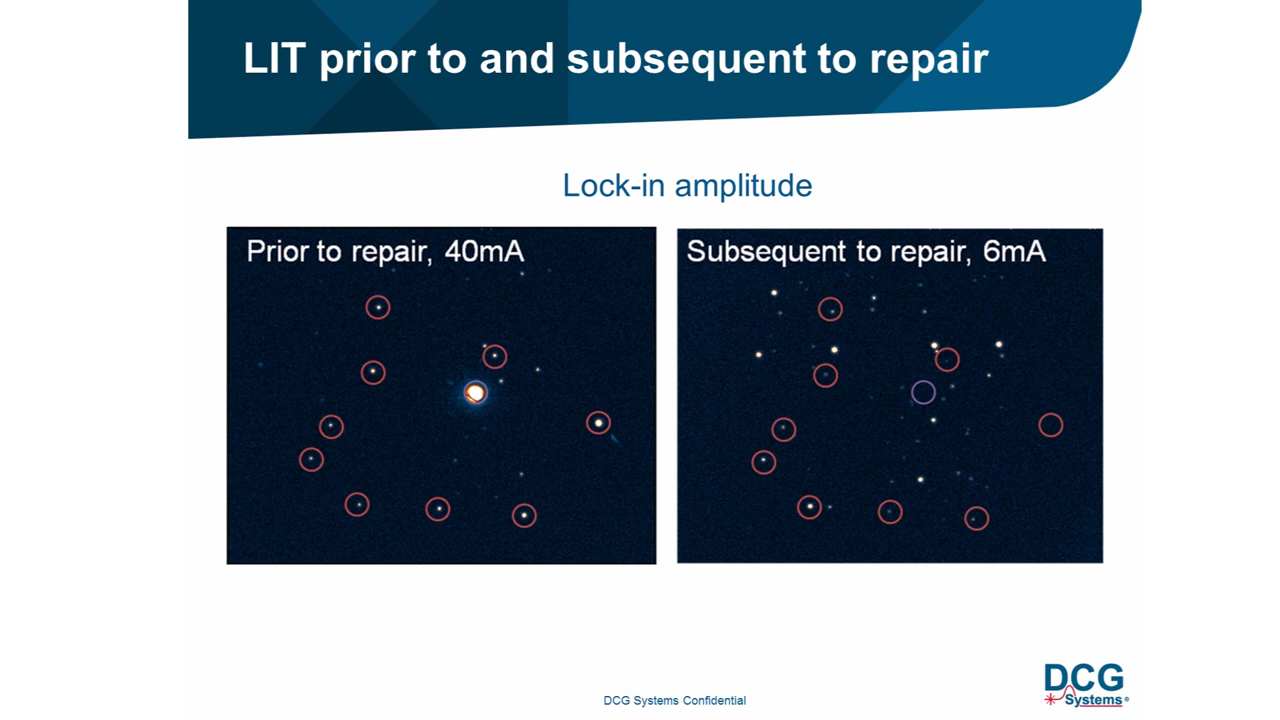 LIT prior to and subsequent to repair
Lock-in amplitude
Prior to repair, 40mA
Subsequent to repair, 6mA
DCG Systems Confidential
DCG
Systems®